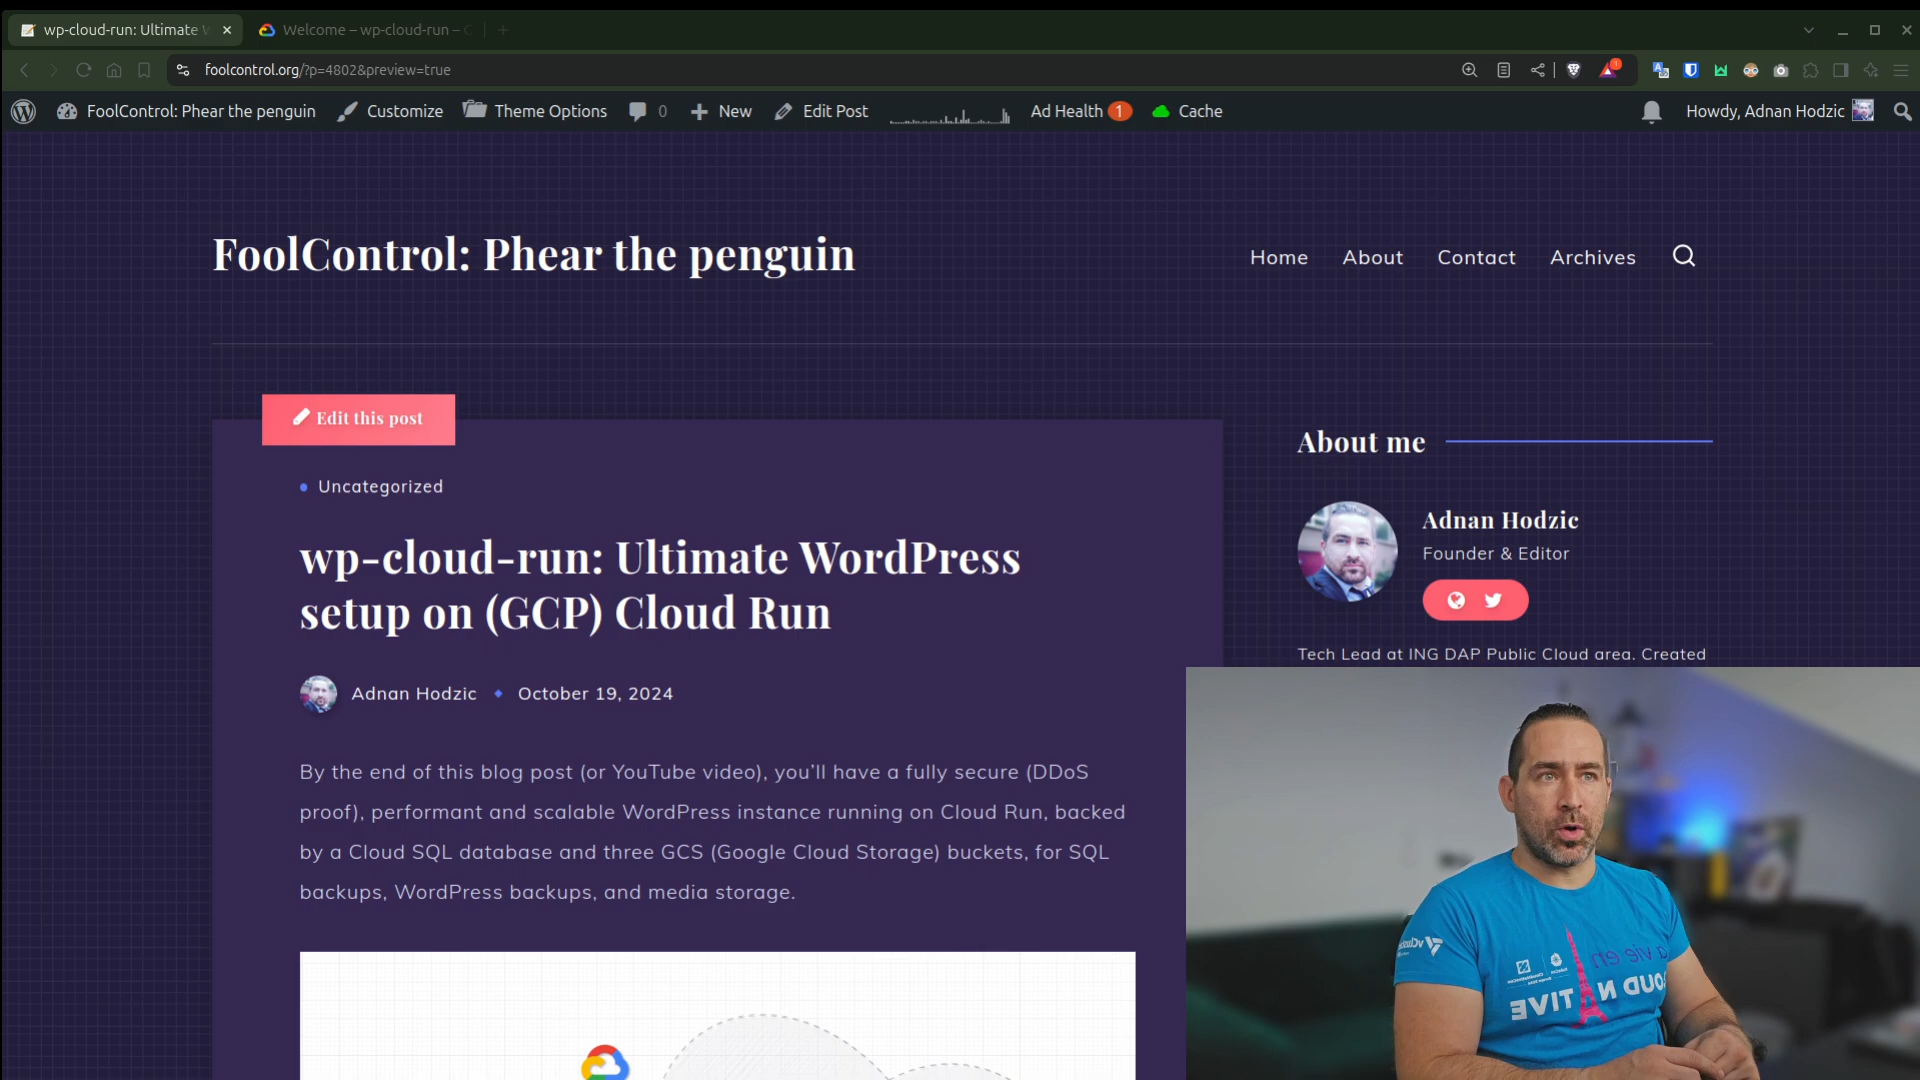 wp-cloud-run: Ultimate
Welcome – wp-cloud-run –
foolcontrol.org/?p=4802&preview=true
1
FoolControl: Phear the penguin
Customize
Theme Options
0
New
Edit Post
Ad Health 1
Cache
Howdy, Adnan Hodzic
FoolControl: Phear the penguin
Home
About
Contact
Archives
Edit this post
Uncategorized
wp-cloud-run: Ultimate WordPress
setup on (GCP) Cloud Run
Adnan Hodzic
October 19, 2024
By the end of this blog post (or YouTube video), you’ll have a fully secure (DDoS
proof), performant and scalable WordPress instance running on Cloud Run, backed
by a Cloud SQL database and three GCS (Google Cloud Storage) buckets, for SQL
backups, WordPress backups, and media storage.
About me
Adnan Hodzic
Founder & Editor
Tech Lead at ING DAP Public Cloud area. Created
a vie en
OUD NATIVE